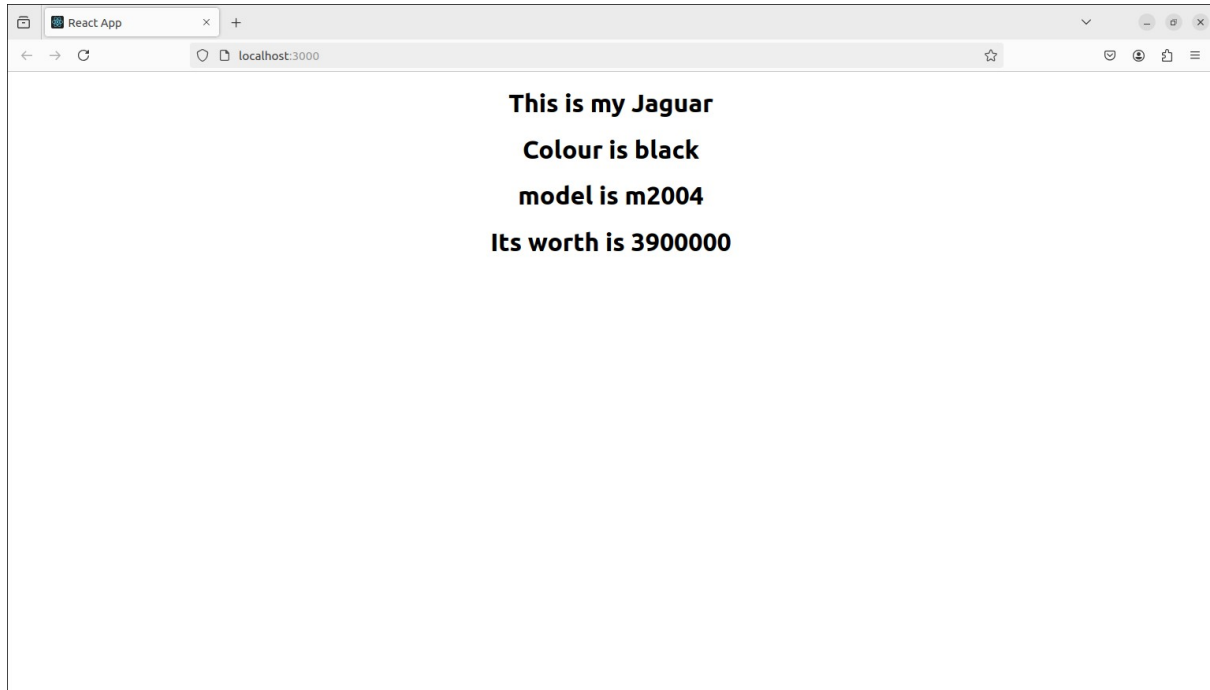 React App
localhost:3000
This is my Jaguar
Colour is black
model is m2004
Its worth is 3900000